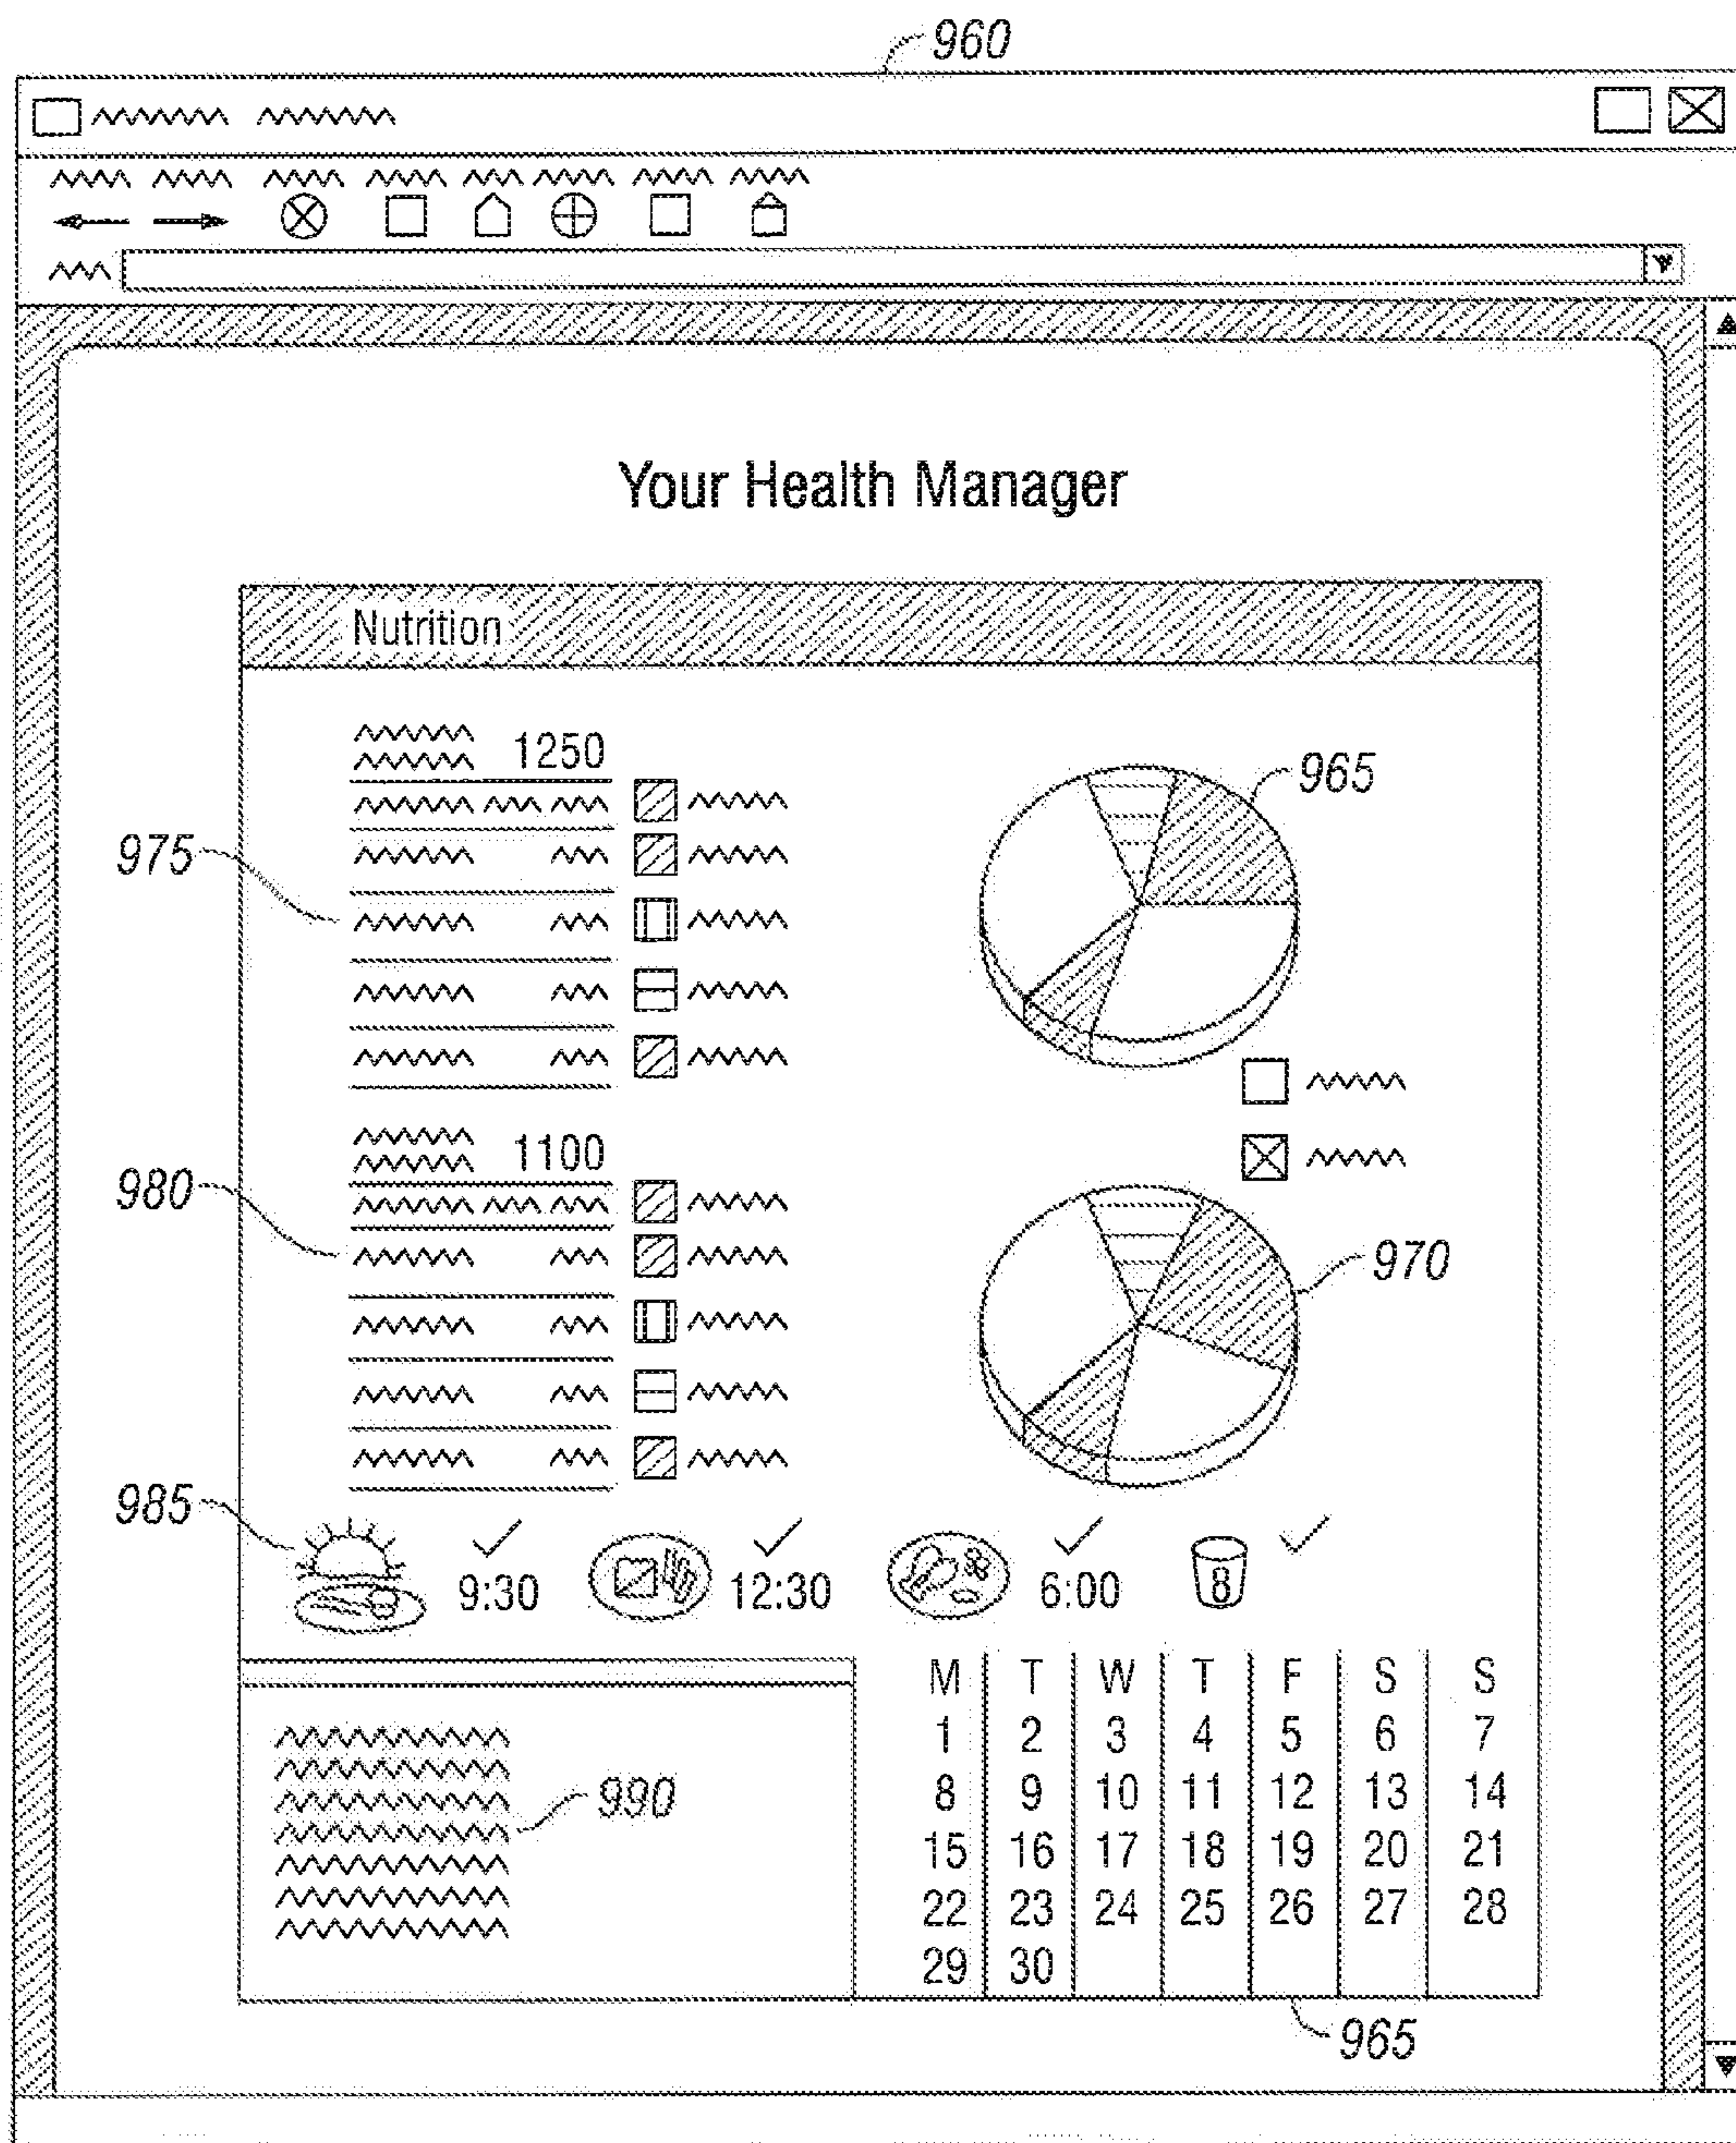 960
Your Health Manager
Nutrition
1250
965
975
1100
980
970
985
9:30 12:30 6:00 8
M T W T F S S
1 2 3 4 5 6 7
8 9 10 11 12 13 14
990
15 16 17 18 19 20 21
22 23 24 25 26 27 28
29 30
965